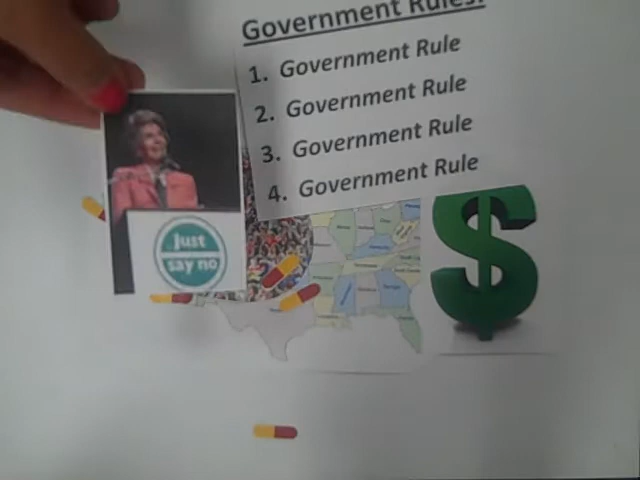 Government Rules:
1. Government Rule
2. Government Rule
3. Government Rule
4. Government Rule
Just
say no